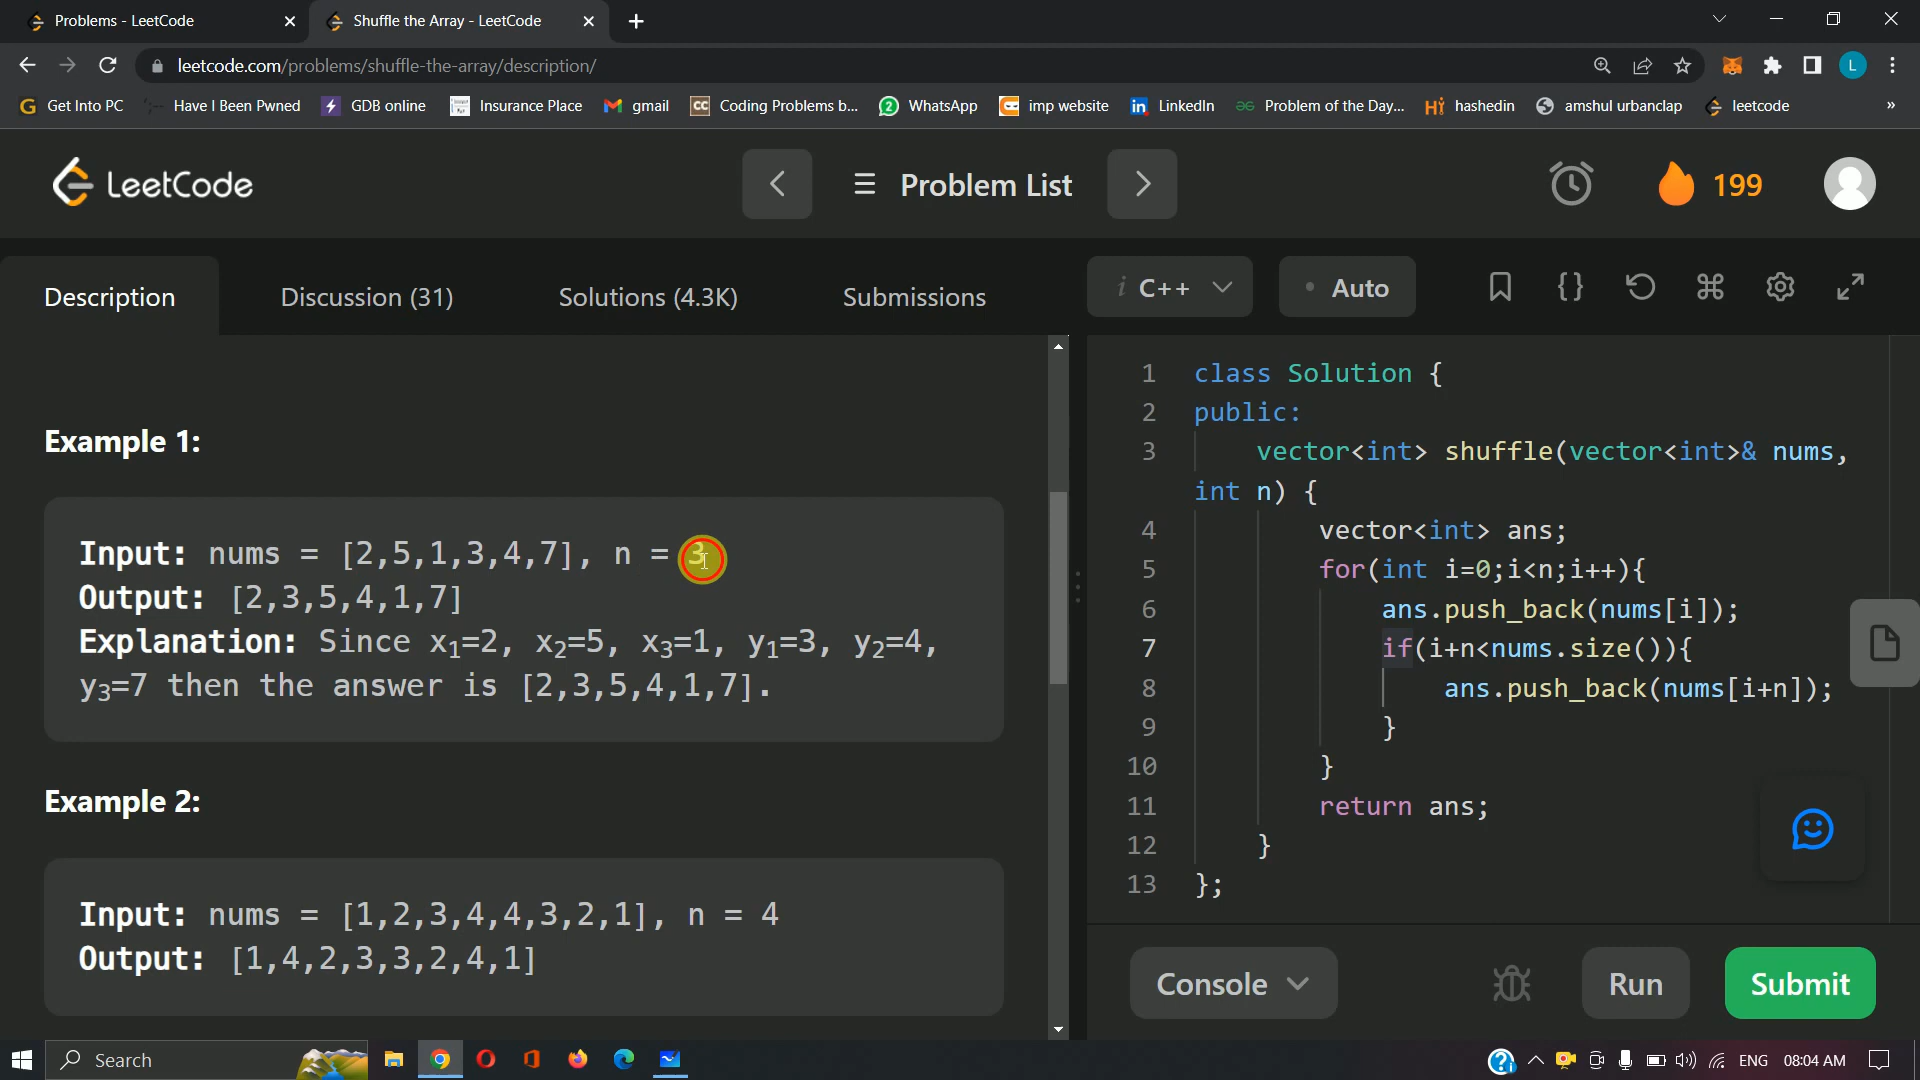 Problems - LeetCode
Shuffle the Array - LeetCode
leetcode.com/problems/shuffle-the-array/description/
L
Get Into PC
Have I Been Pwned
GDB online
Insurance Place
gmail
Coding Problems b...
WhatsApp
imp website
LinkedIn
Problem of the Day...
hashedin
amshul urbanclap
leetcode
»
LeetCode
Problem List
199
Description
Discussion (31)
Solutions (4.3K)
Submissions
i C++
Auto
Example 1:
Input: nums = [2,5,1,3,4,7], n = 3
Output: [2,3,5,4,1,7]
Explanation: Since x1=2, x2=5, x3=1, y1=3, y2=4,
y3=7 then the answer is [2,3,5,4,1,7].
Example 2:
Input: nums = [1,2,3,4,4,3,2,1], n = 4
Output: [1,4,2,3,3,2,4,1]
1 class Solution {
2 public:
3 vector<int> shuffle(vector<int>& nums,
int n) {
4 vector<int> ans;
5 for(int i=0;i<n;i++){
6 ans.push_back(nums[i]);
7 if(i+n<nums.size()){
8 ans.push_back(nums[i+n]);
9 }
10 }
11 return ans;
12 }
13 };
Console
Run
Submit
Search
ENG
08:04 AM